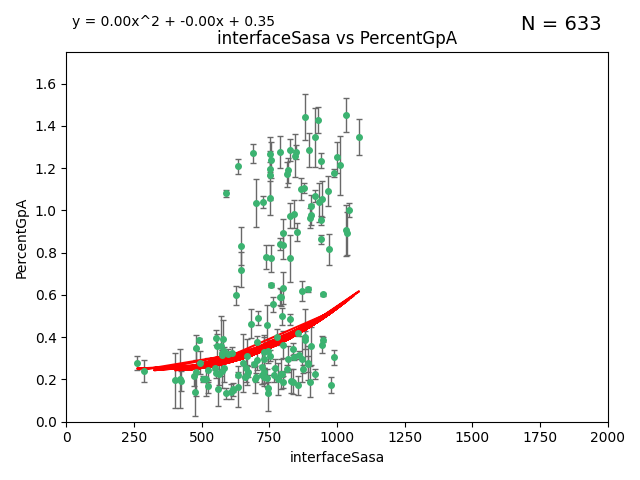 y = 0.00x^2 + -0.00x + 0.35
N = 633
interfaceSasa vs PercentGpA
PercentGpA
1.6
1.4
1.2
1.0
0.8
0.6
0.4
0.2
0.0
0 250 500 750 1000 1250 1500 1750 2000
interfaceSasa